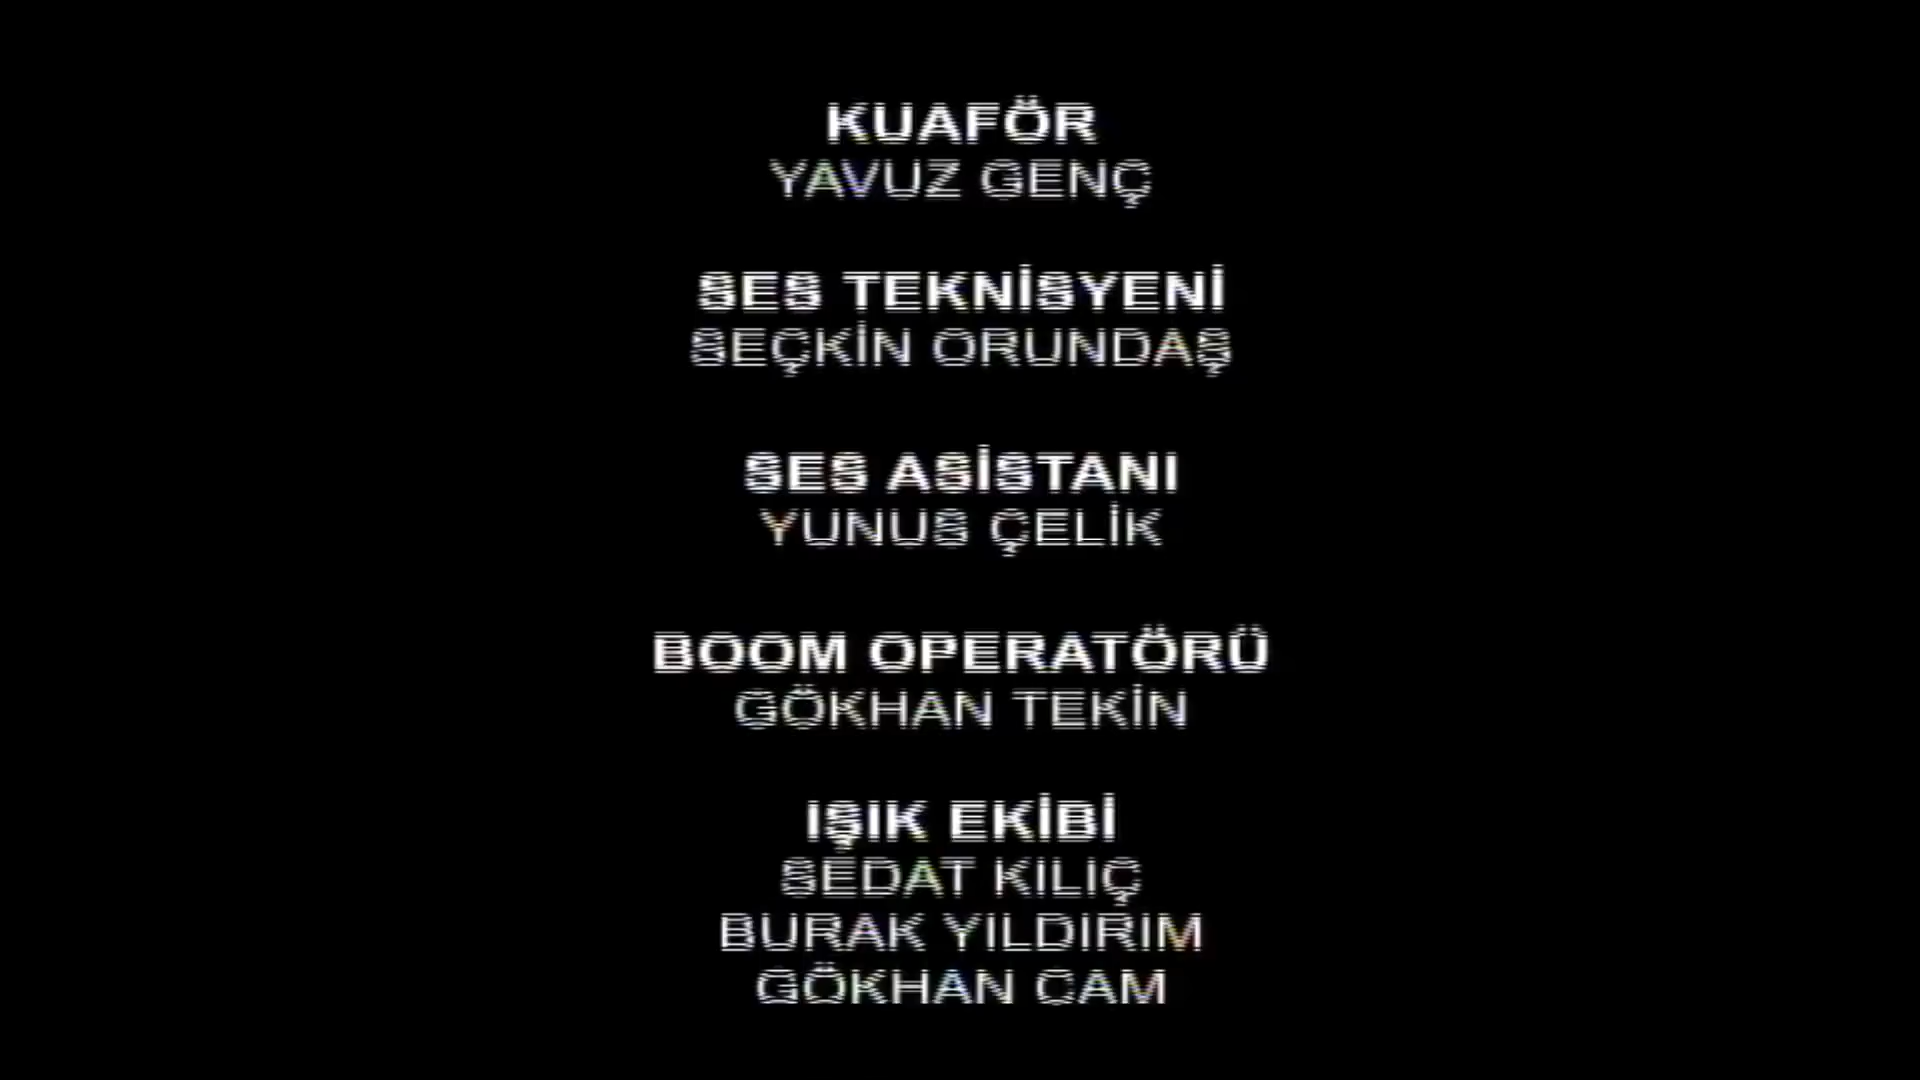 KUAFÖR
YAVUZ GENÇ
SES TEKNİSYENİ
SEÇKİN ORUNDAŞ
SES ASİSTANI
YUNUS ÇELİK
BOOM OPERATÖRÜ
GÖKHAN TEKİN
IŞIK EKİBİ
SEDAT KILIÇ
BURAK YILDIRIM
GÖKHAN CAM